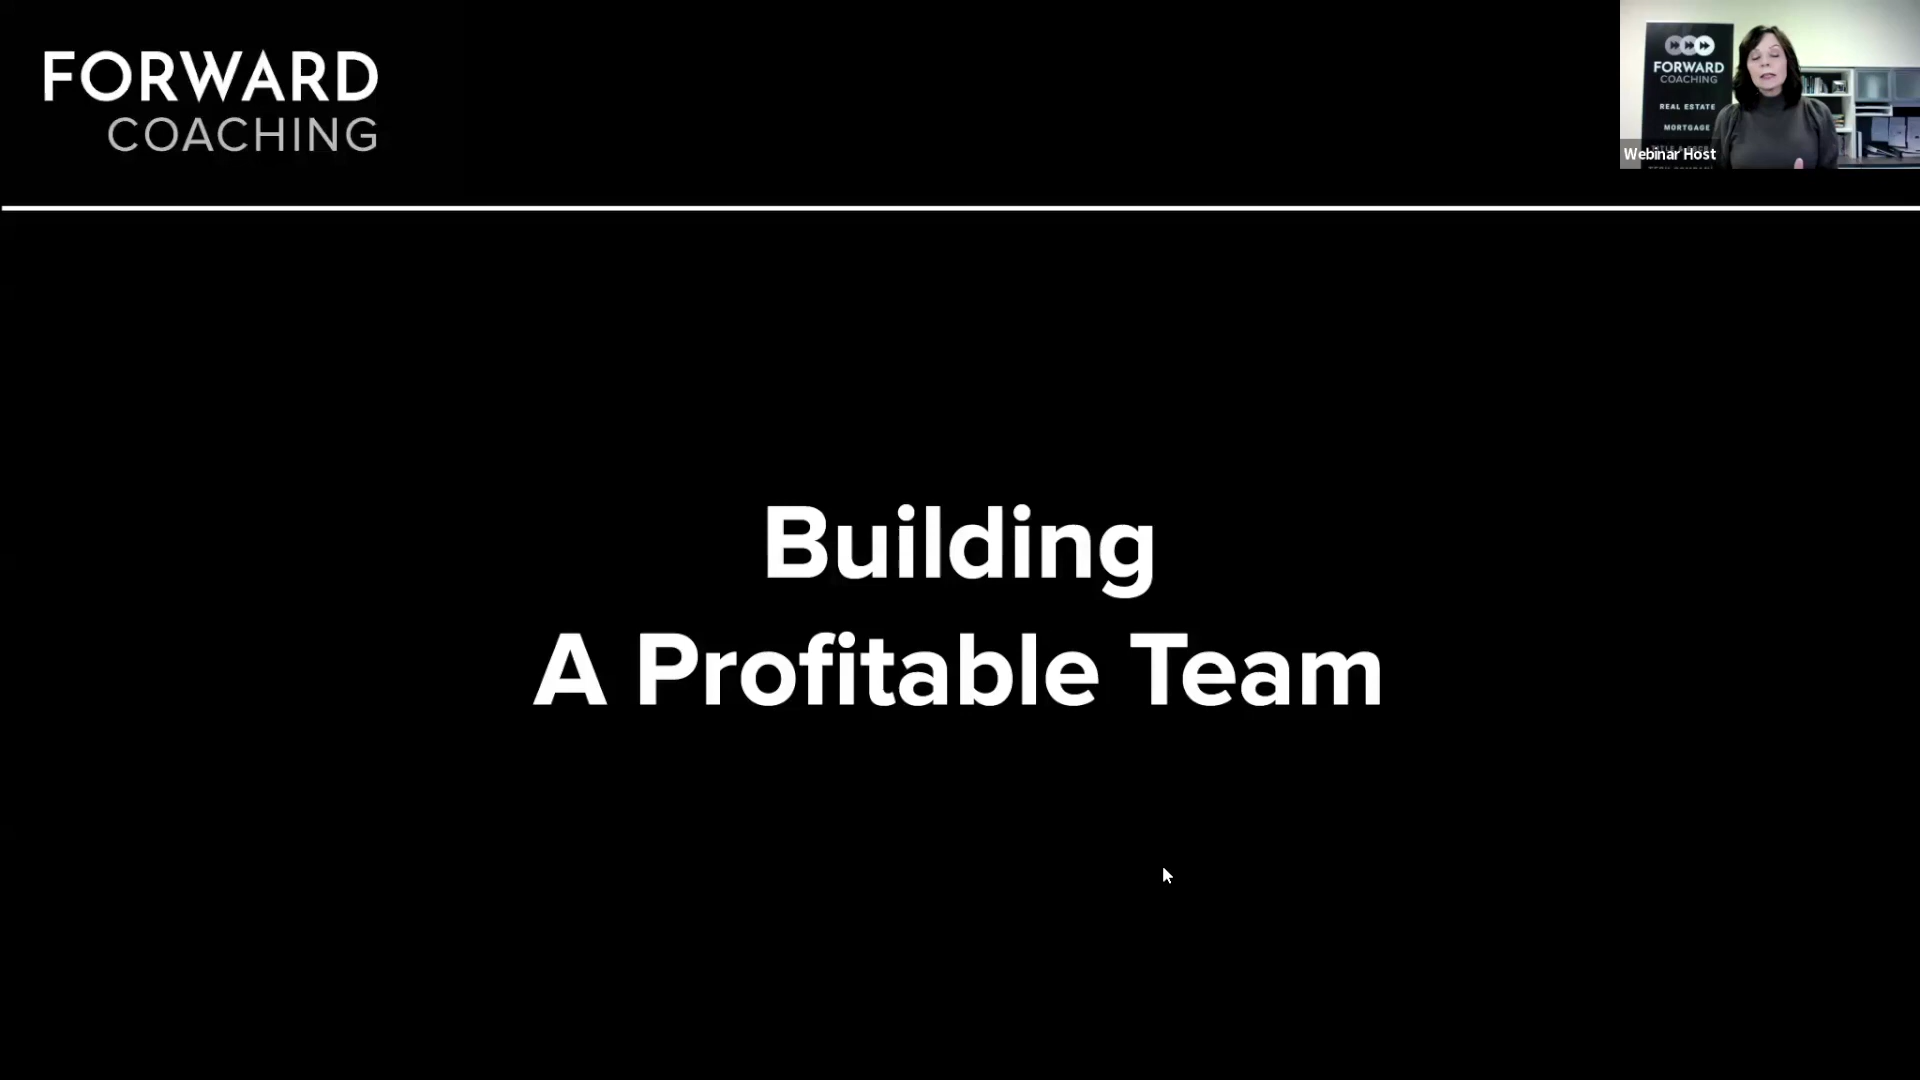 FORWARD
COACHING
FORWARD
COACHING
REAL ESTATE
MORTGAGE
Webinar Host
Building
A Profitable Team